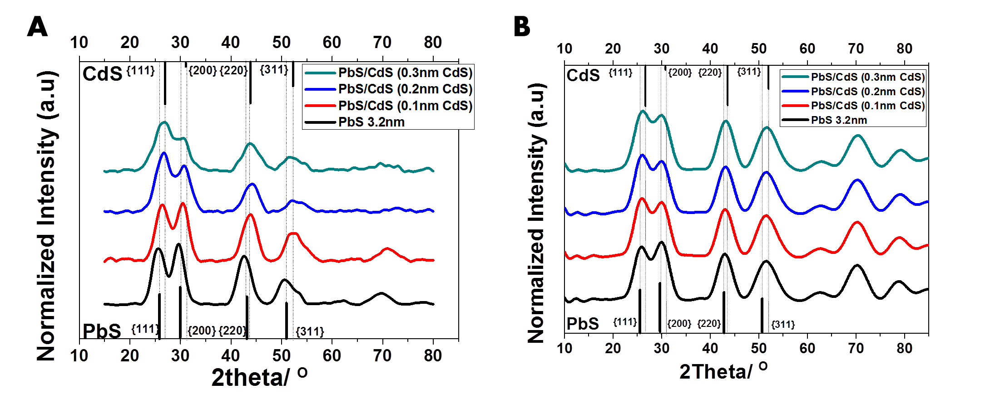 A
10 20 30 40 50 60 70 80
CdS {111} {200} {220} {311}
PbS/CdS (0.3nm CdS)
PbS/CdS (0.2nm CdS)
PbS/CdS (0.1nm CdS)
PbS 3.2nm
Normalized Intensity (a.u)
PbS {111} {200} {220} {311}
10 20 30 40 50 60 70 80
2theta/ O
B
10 20 30 40 50 60 70 80
CdS {111} {200} {220} {311}
PbS/CdS (0.3nm CdS)
PbS/CdS (0.2nm CdS)
PbS/CdS (0.1nm CdS)
PbS 3.2nm
Normalized Intensity (a.u)
PbS {111} {200} {220} {311}
10 20 30 40 50 60 70 80
2Theta/ O